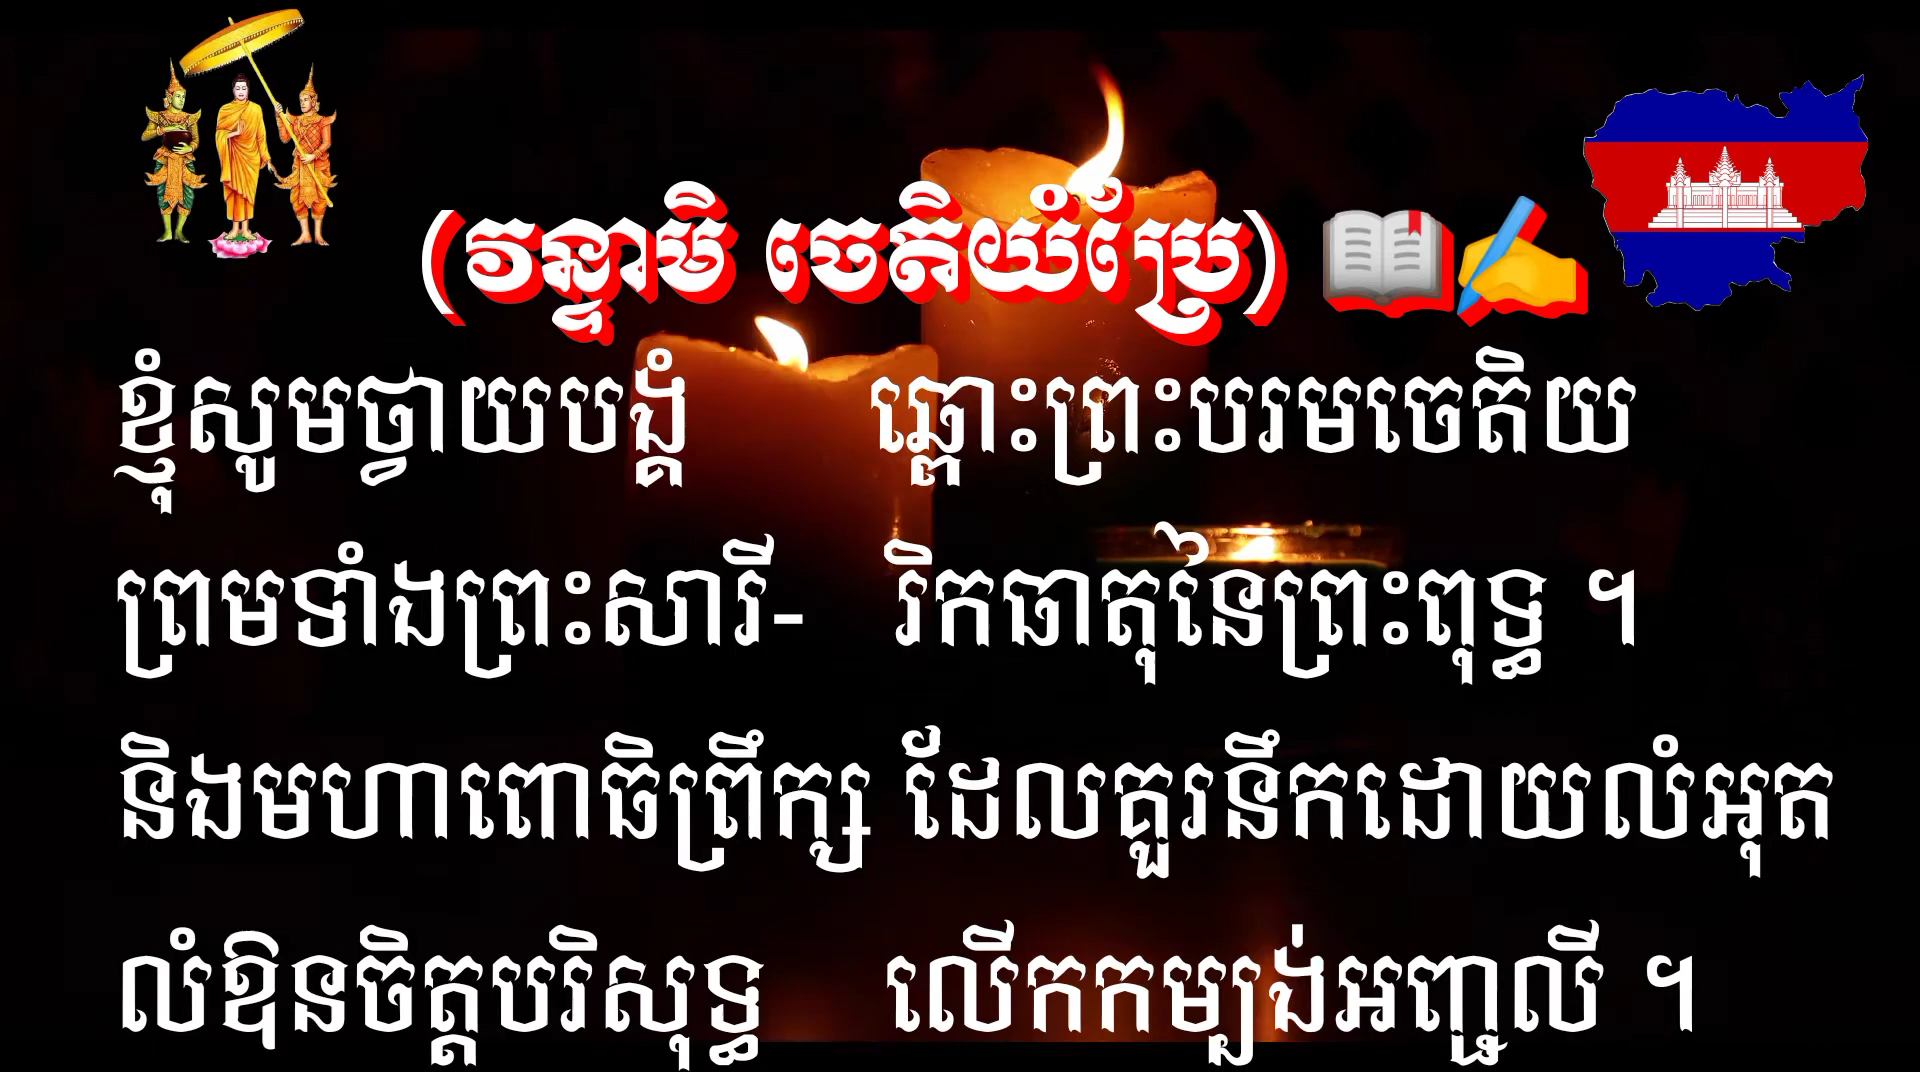 (វន្ទាមិ ចេតិយំប្រែ) 📖✍️
ខ្ញុំសូមថ្វាយបង្គំ ឆ្ពោះព្រះបរមចេតិយ
ព្រមទាំងព្រះសារី- រិកធាតុនៃព្រះពុទ្ធ ។
និងមហាពោធិព្រឹក្ស ដែលគួរនឹកដោយលំអុត
លំឱនចិត្តបរិសុទ្ធ លើកកម្បង់អញ្ជលី ។